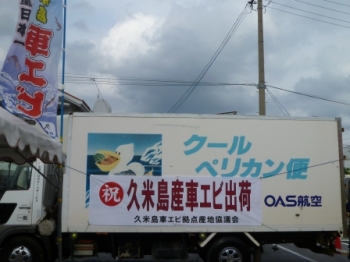 車エビ
クール
ペリカン便
祝 久米島産車エビ出荷
久米島車エビ拠点産地協議会
OAS航空